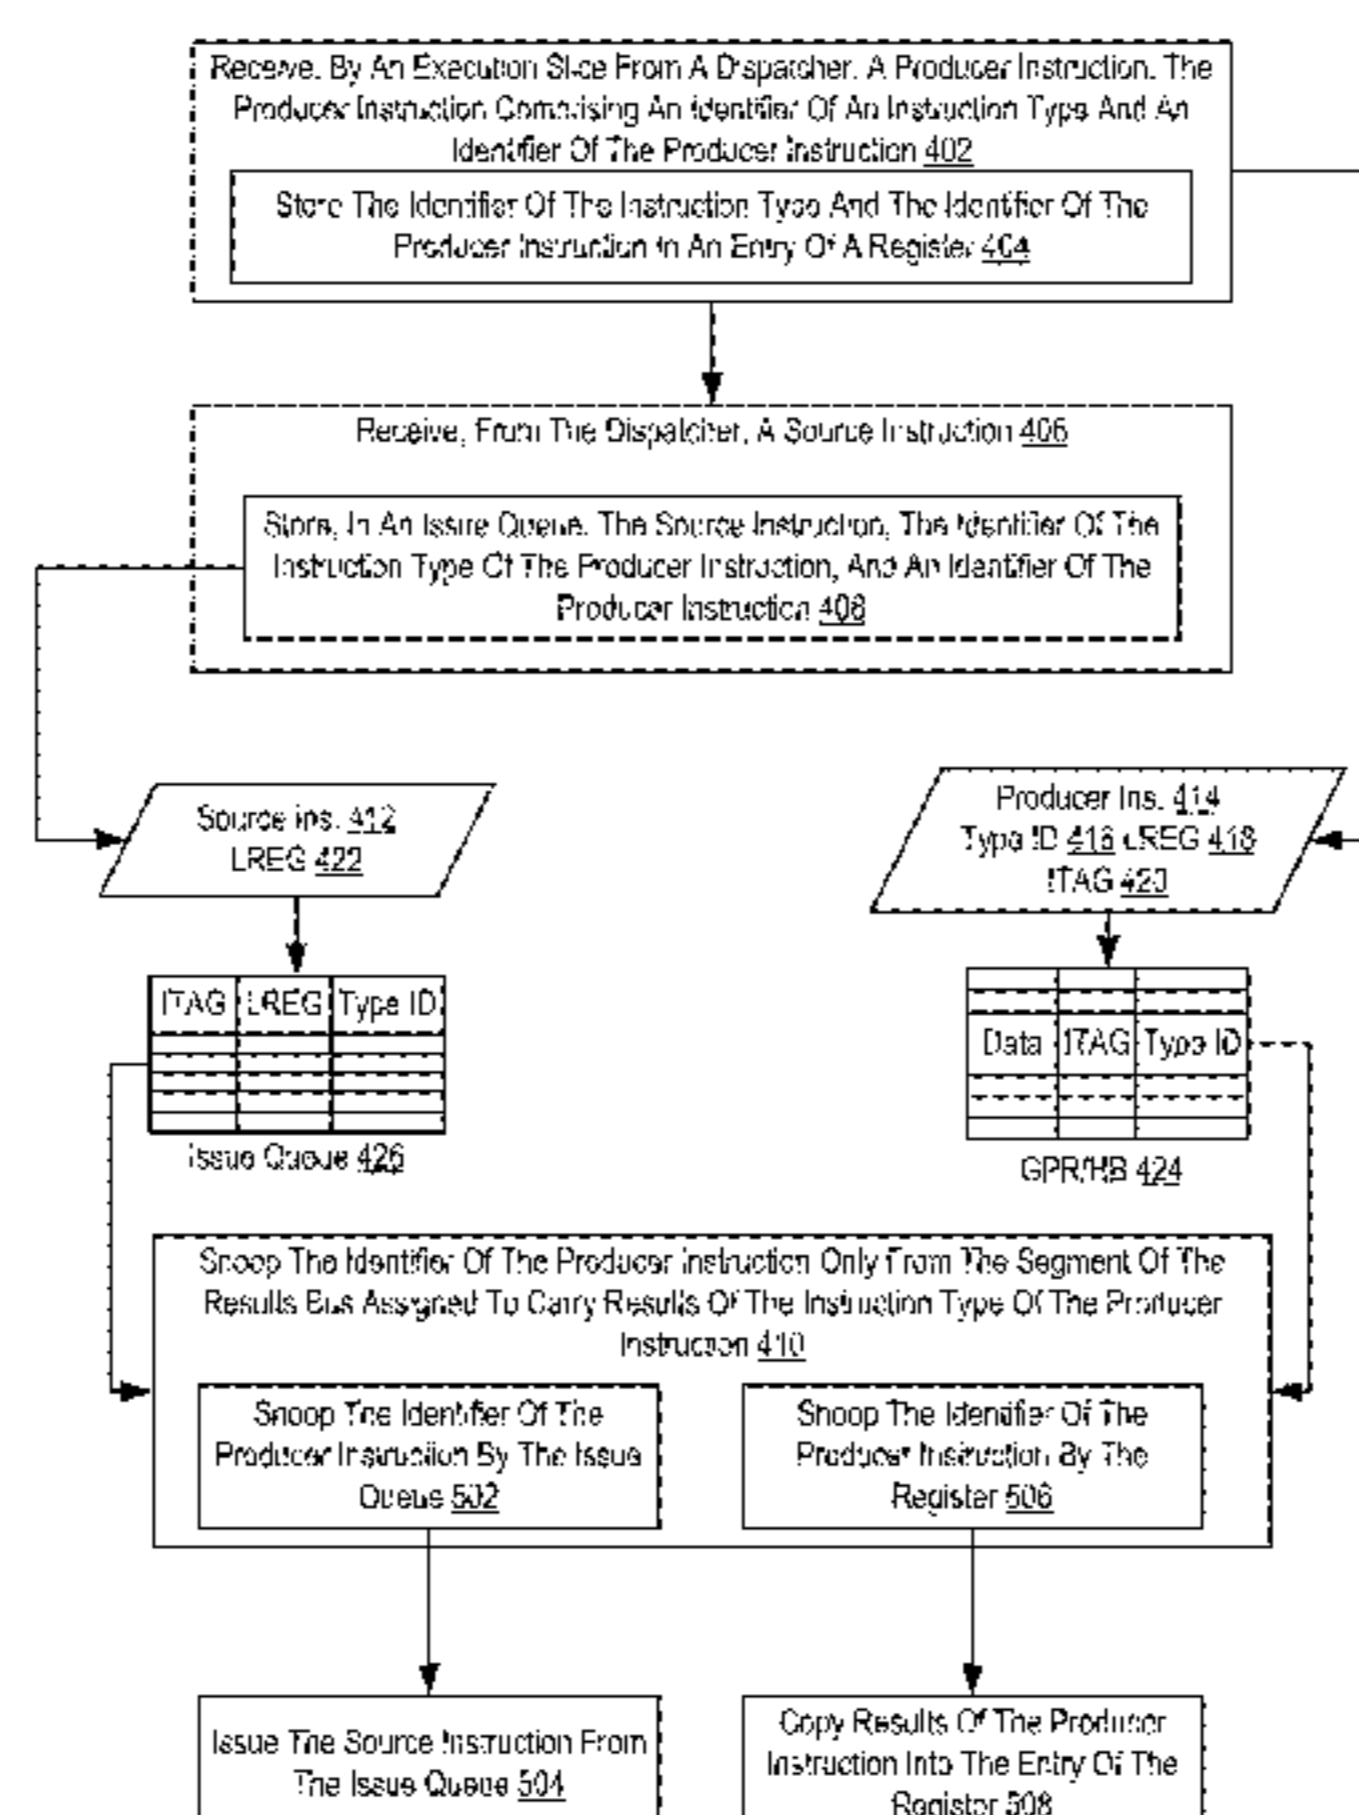 Receive, By An Execution Slice From A Dispatcher, A Producer Instruction, The
Producer Instruction Comprising An Identifier Of An Instruction Type And An
Identifier Of The Producer Instruction 402
Store The Identifier Of The Instruction Type And The Identifier Of The
Producer Instruction In An Entry Of A Register 404
Receive, From The Dispatcher, A Source Instruction 406
Store, In An Issue Queue, The Source Instruction, The Identifier Of The
Instruction Type Of The Producer Instruction, And An Identifier Of The
Producer Instruction 408
Source Ins. 412
LREG 422
Producer Ins. 414
Type ID 416 LREG 418
ITAG 420
ITAG LREG Type ID
Issue Queue 426
Data ITAG Type ID
GPR/HB 424
Snoop The Identifier Of The Producer Instruction Only From The Segment Of The
Results Bus Assigned To Carry Results Of The Instruction Type Of The Producer
Instruction 410
Snoop The Identifier Of The
Producer Instruction By The Issue
Queue 502
Snoop The Identifier Of The
Producer Instruction By The
Register 506
Issue The Source Instruction From
The Issue Queue 504
Copy Results Of The Producer
Instruction Into The Entry Of The
Register 508